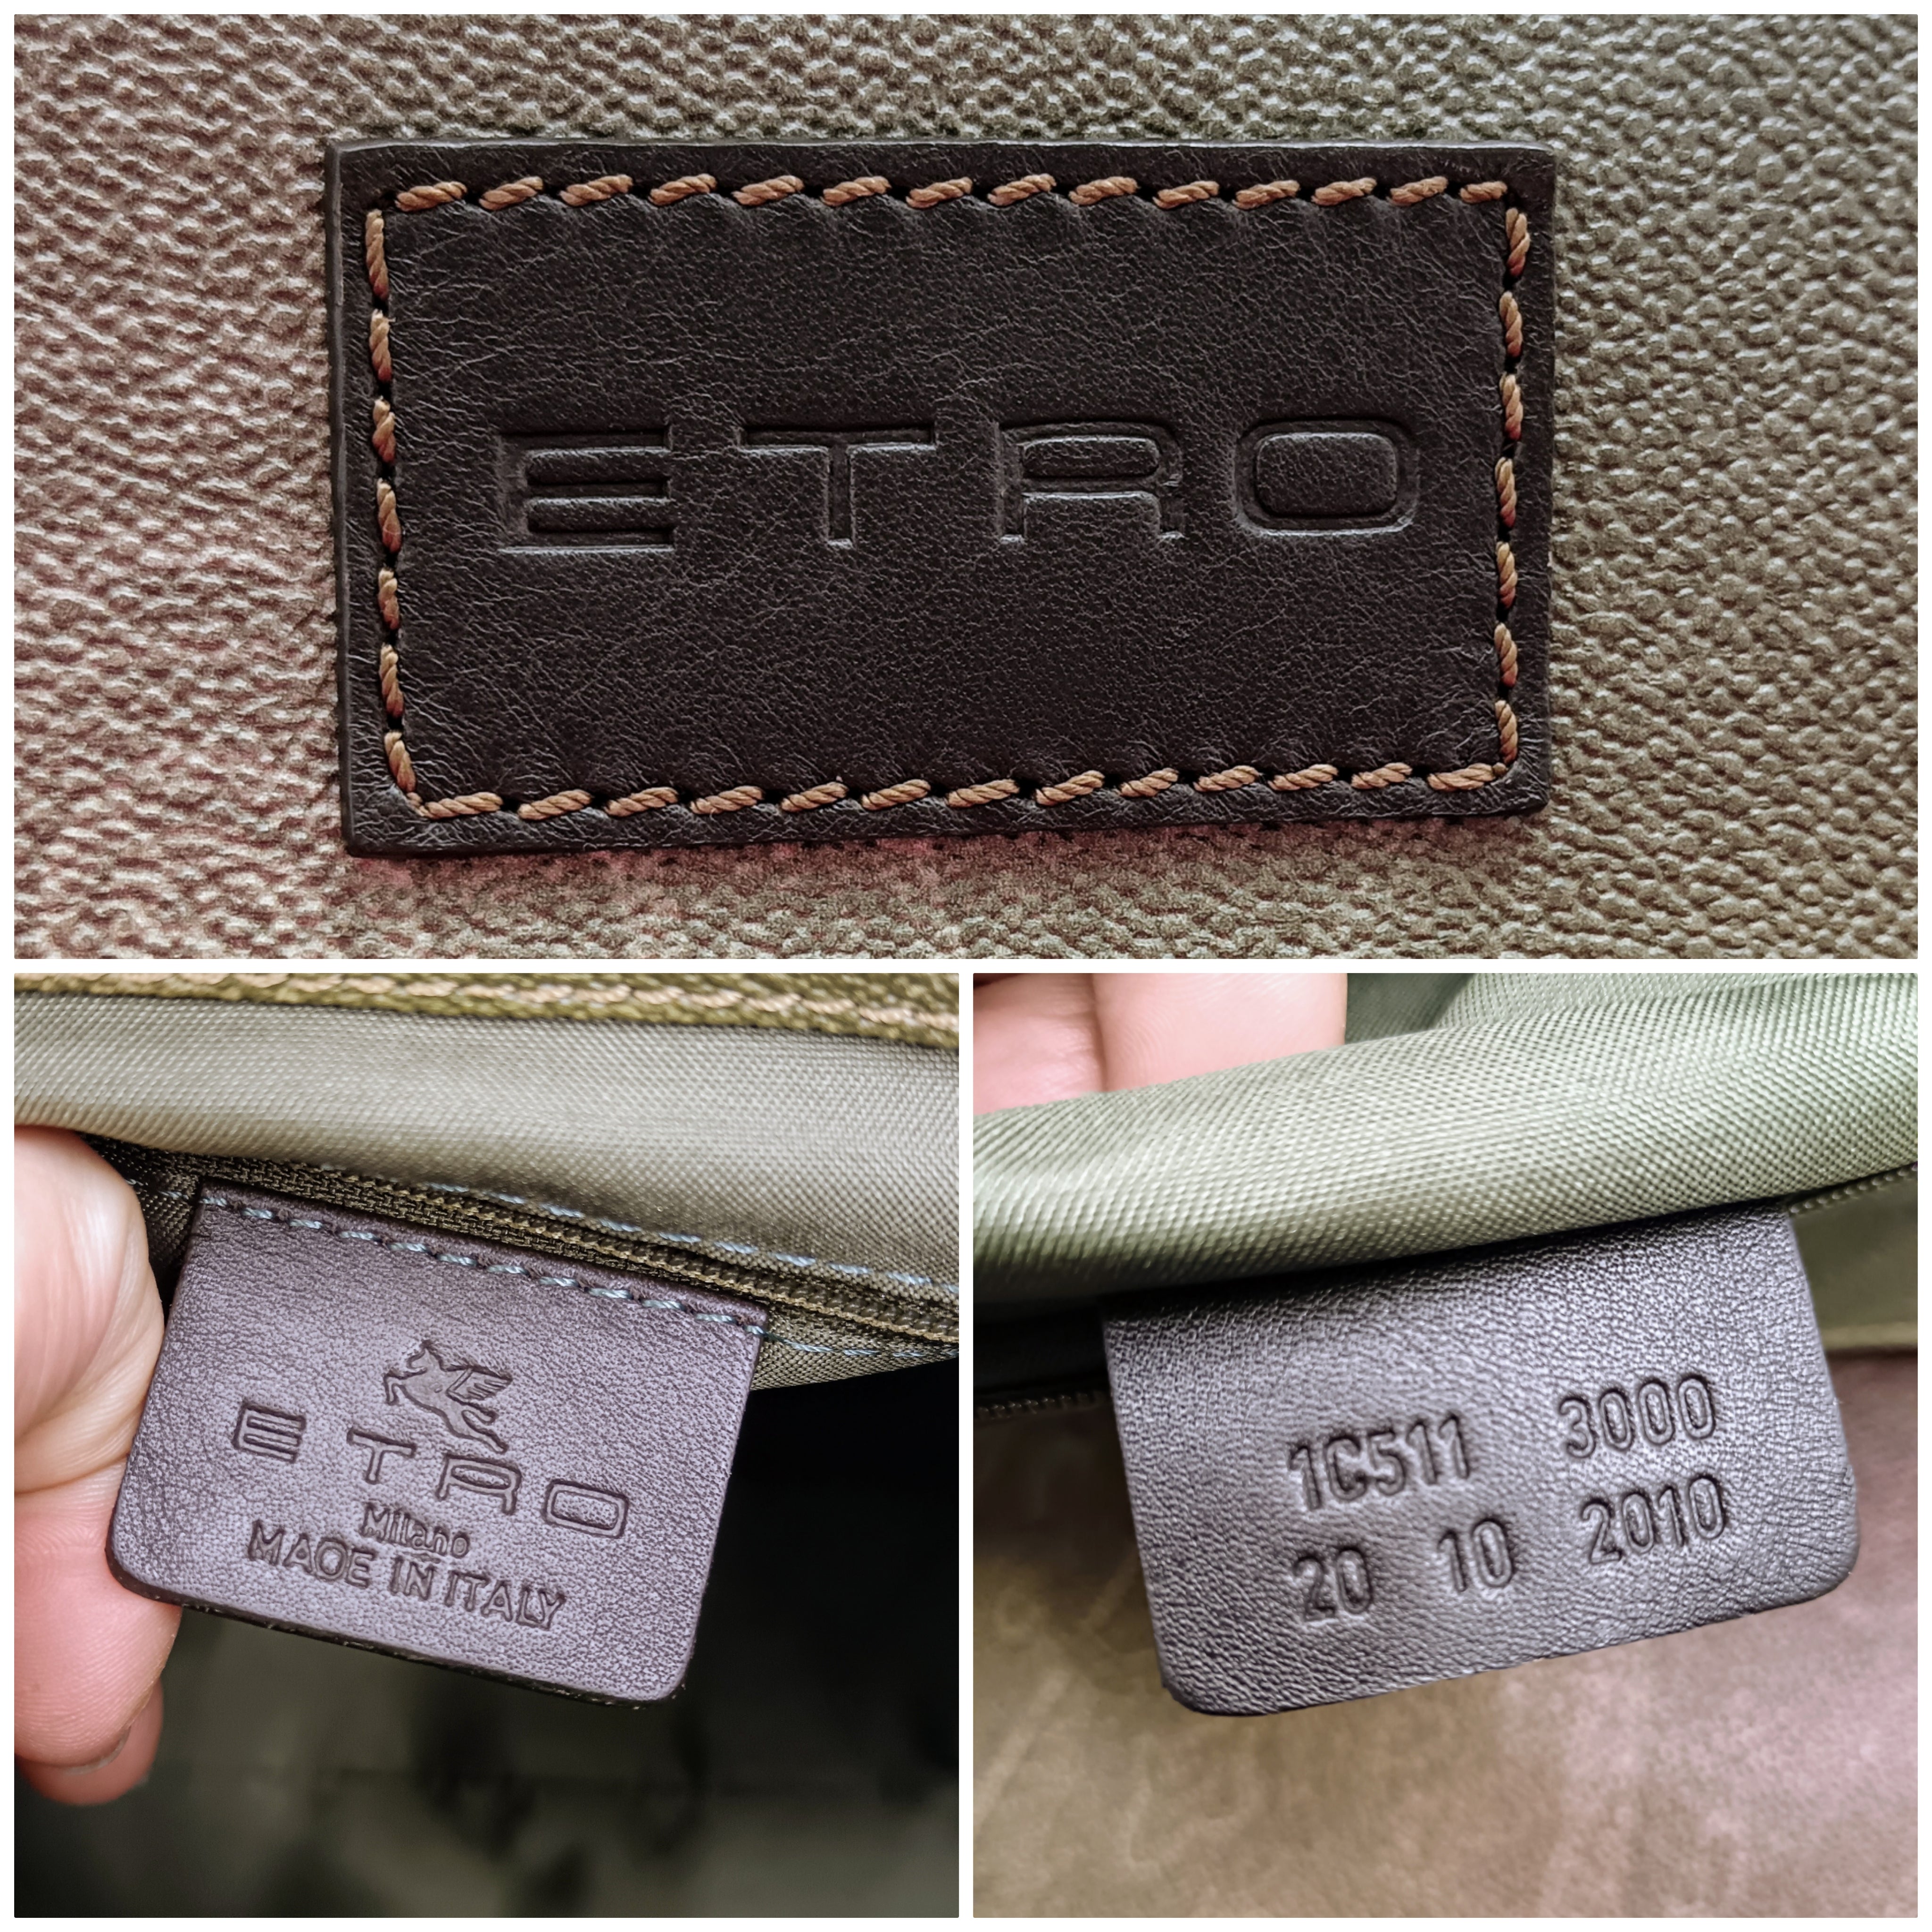 ETRO
ETRO
Milano
MADE IN ITALY
1C511 3000
20 10 2010